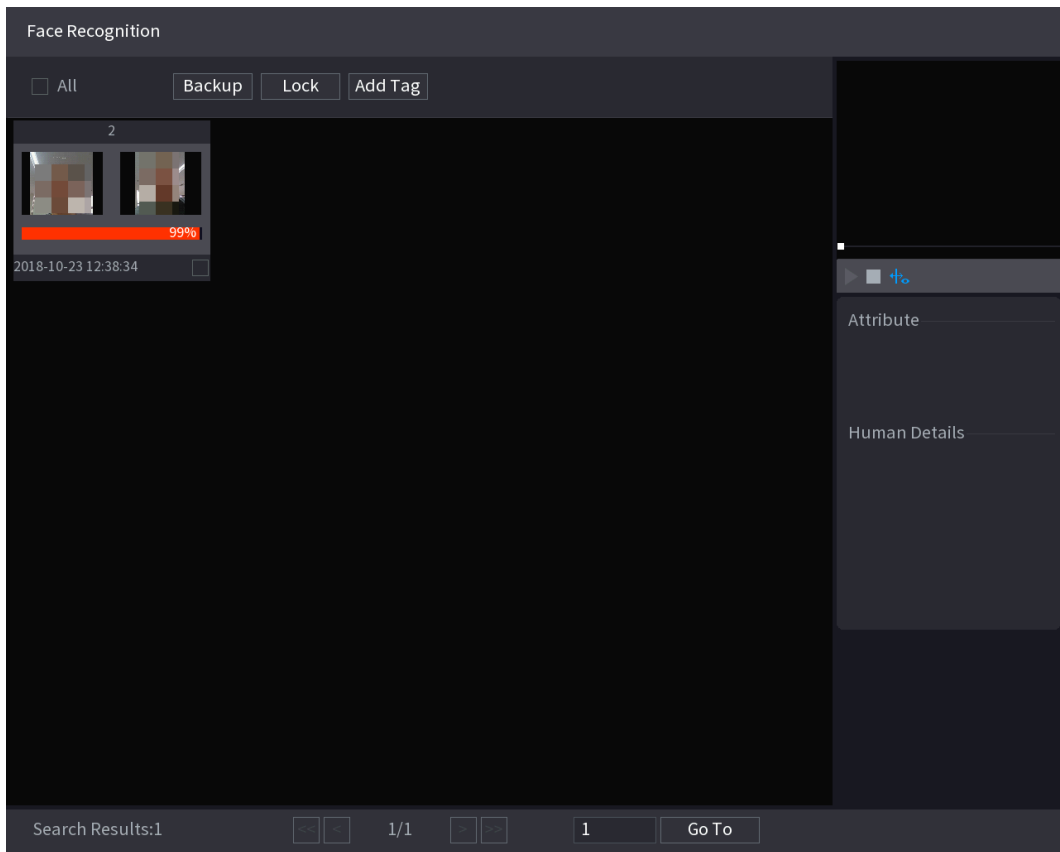 Face Recognition
All
Backup
Lock
Add Tag
2
99%
2018-10-23 12:38:34
Attribute
Human Details
Search Results:1
<<
<
1/1
>
>>
1
Go To